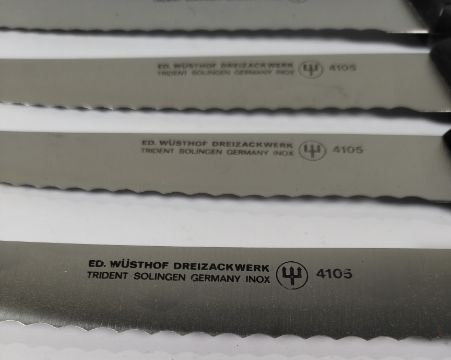 ED. WÜSTHOF DREIZACKWERK
TRIDENT SOLINGEN GERMANY INOX 4105
ED. WÜSTHOF DREIZACKWERK
TRIDENT SOLINGEN GERMANY INOX 4105
ED. WÜSTHOF DREIZACKWERK
TRIDENT SOLINGEN GERMANY INOX 4105